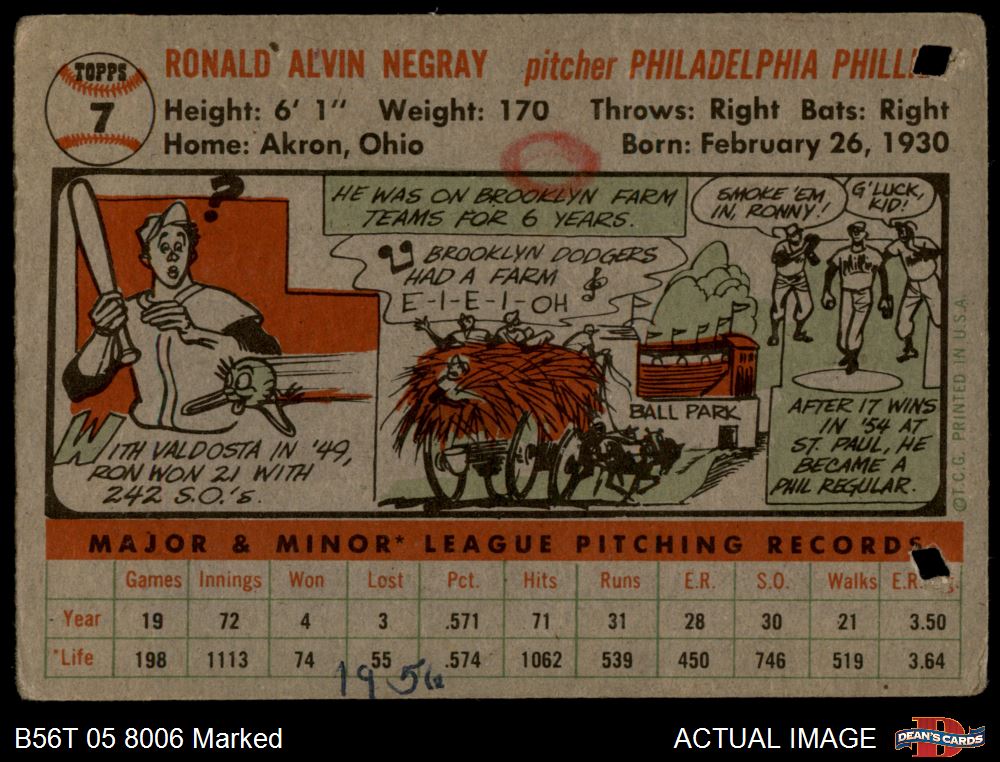 TOPPS
7
RONALD ALVIN NEGRAY pitcher PHILADELPHIA PHILLI
Height: 6' 1" Weight: 170 Throws: Right Bats: Right
Home: Akron, Ohio Born: February 26, 1930
?
WITH VALDOSTA IN '49,
RON WON 21 WITH
242 S.O.'s.
HE WAS ON BROOKLYN FARM
TEAMS FOR 6 YEARS.
BROOKLYN DODGERS
HAD A FARM
E-I-E-I-OH
BALL PARK
SMOKE 'EM
IN, RONNY!
G'LUCK,
KID!
AFTER 17 WINS
IN '54 AT
ST. PAUL, HE
BECAME A
PHIL REGULAR.
©T.C.G. PRINTED IN U.S.A.
MAJOR & MINOR* LEAGUE PITCHING RECORDS
Games Innings Won Lost Pct. Hits Runs E.R. S.O. Walks E.R.
Year 19 72 4 3 .571 71 31 28 30 21 3.50
*Life 198 1113 74 55 .574 1062 539 450 746 519 3.64
1956
B56T 05 8006 Marked
ACTUAL IMAGE
DEAN'S CARDS